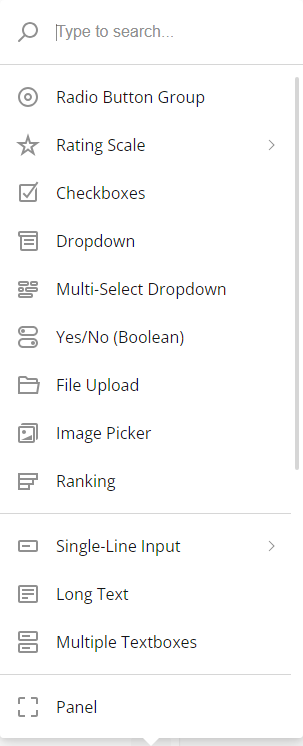 Type to search...
Radio Button Group
Rating Scale
Checkboxes
Dropdown
Multi-Select Dropdown
Yes/No (Boolean)
File Upload
Image Picker
Ranking
Single-Line Input
Long Text
Multiple Textboxes
Panel